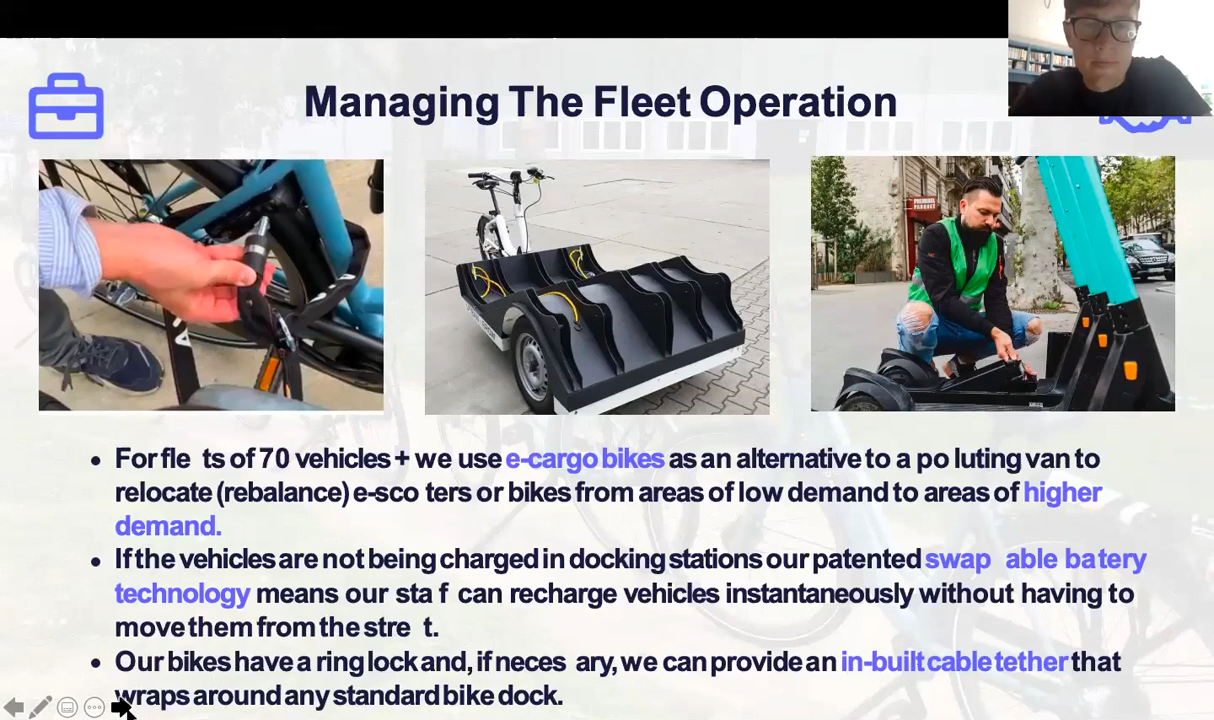 Managing The Fleet Operation
• For fle ts of 70 vehicles + we use e-cargo bikes as an alternative to a po luting van to
relocate (rebalance) e-sco ters or bikes from areas of low demand to areas of higher
demand.
• If the vehicles are not being charged in docking stations our patented swap able ba tery
technology means our sta f can recharge vehicles instantaneously without having to
move them from the stre t.
• Our bikes have a ring lock and, if neces ary, we can provide an in-built cable tether that
wraps around any standard bike dock.